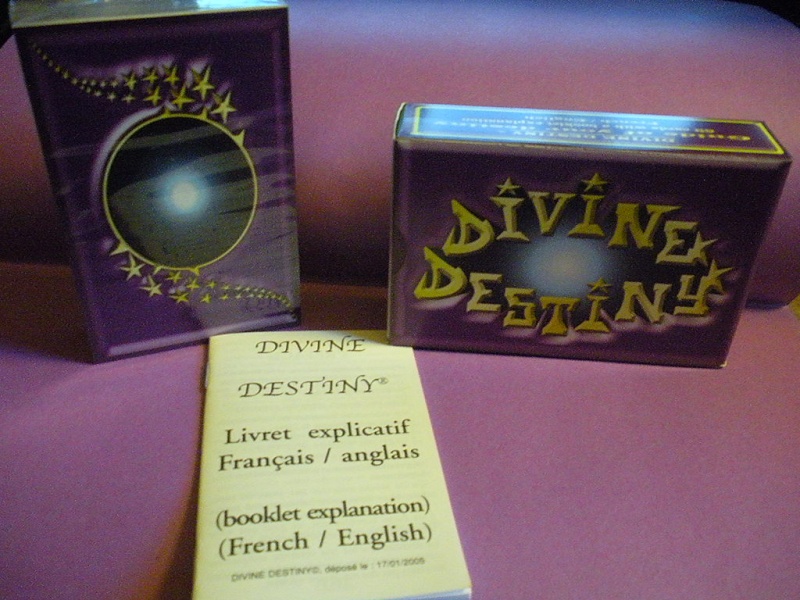 DIVINE
DESTINY
DIVINE
DESTINY®
Livret explicatif
Français / anglais
(booklet explanation)
(French / English)
DIVINE DESTINY©, déposé le : 17/01/2005